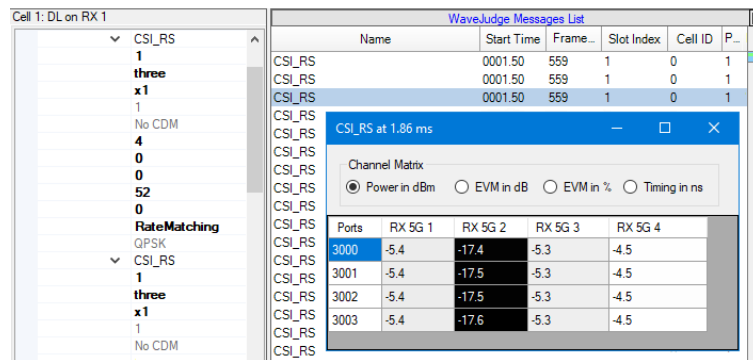 Cell 1: DL on RX 1
CSI_RS
1
three
x1
1
No CDM
4
0
0
52
0
RateMatching
QPSK
CSI_RS
1
three
x1
1
No CDM
WaveJudge Messages List
Name Start Time Frame... Slot Index Cell ID P...
CSI_RS 0001.50 559 1 0 1
CSI_RS 0001.50 559 1 0 1
CSI_RS 0001.50 559 1 0 1
CSI_RS
CSI_RS
CSI_RS
CSI_RS
CSI_RS
CSI_RS
CSI_RS
CSI_RS
CSI_RS
CSI_RS
CSI_RS
CSI_RS
CSI_RS
CSI_RS
CSI_RS at 1.86 ms
Channel Matrix
Power in dBm EVM in dB EVM in % Timing in ns
Ports RX 5G 1 RX 5G 2 RX 5G 3 RX 5G 4
3000 -5.4 -17.4 -5.3 -4.5
3001 -5.4 -17.5 -5.3 -4.5
3002 -5.4 -17.5 -5.3 -4.5
3003 -5.4 -17.6 -5.3 -4.5